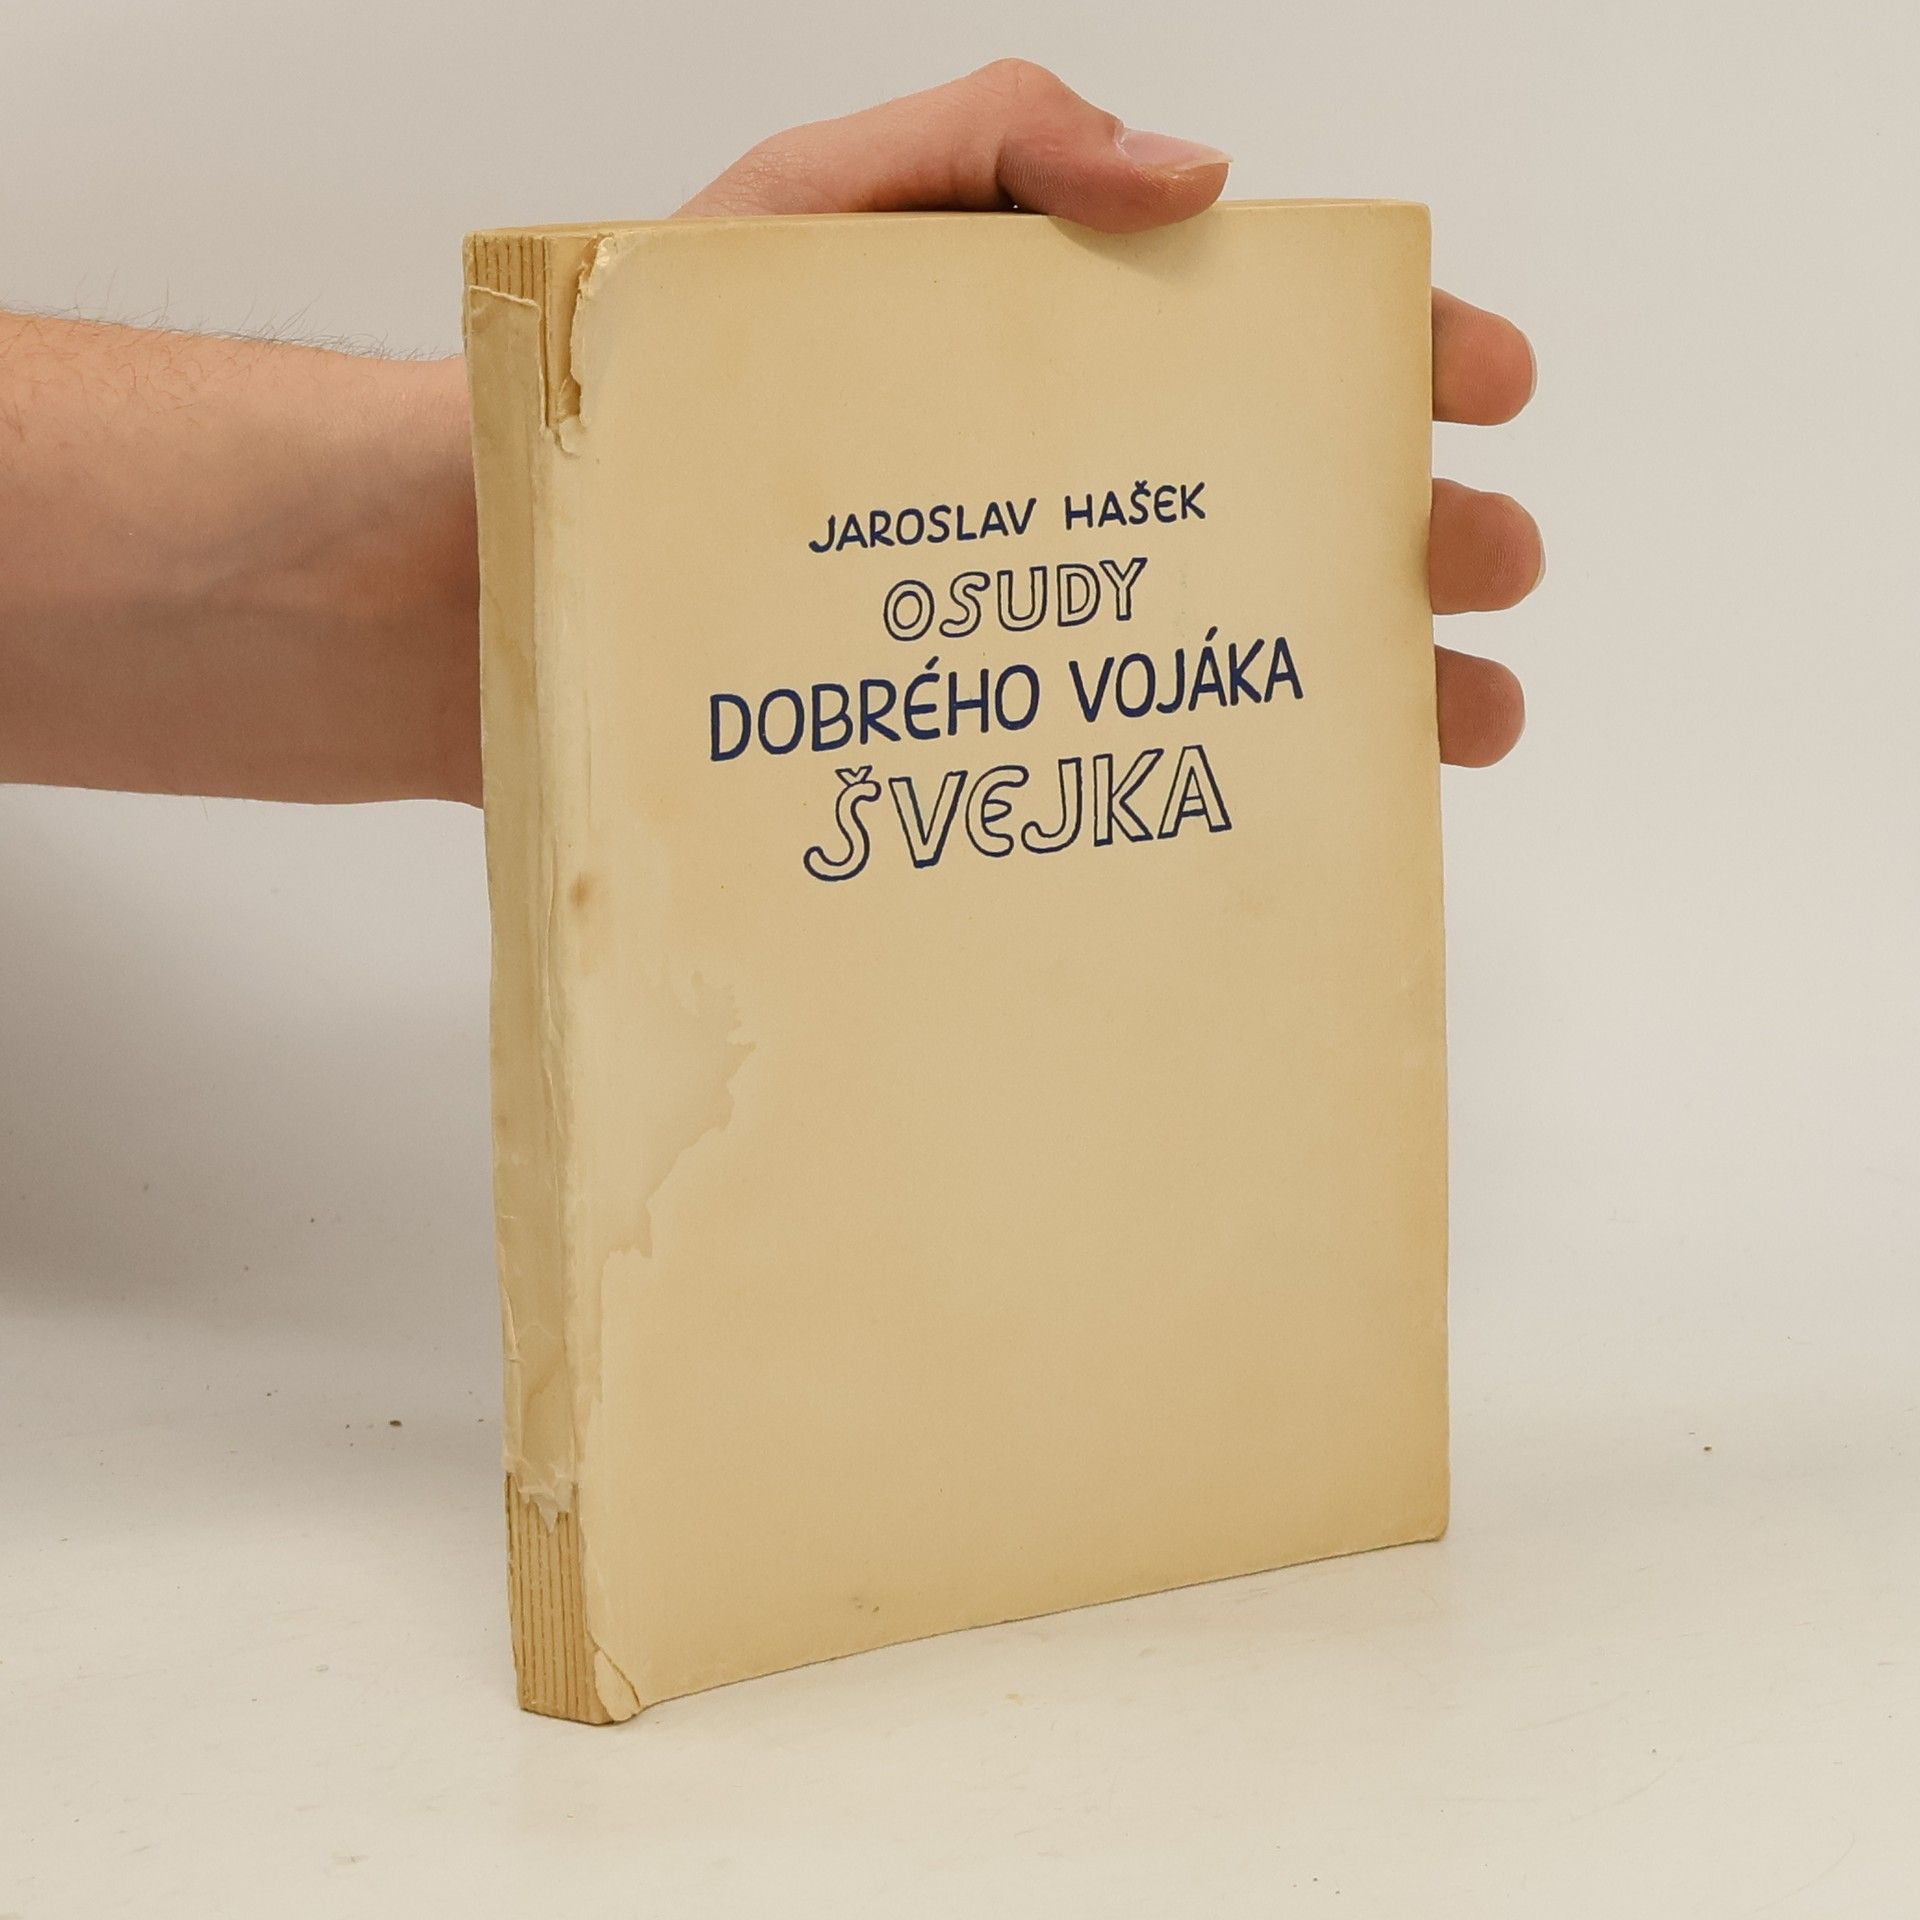 JAROSLAV HAŠEK
OSUDY
DOBRÉHO VOJÁKA
ŠVEJKA